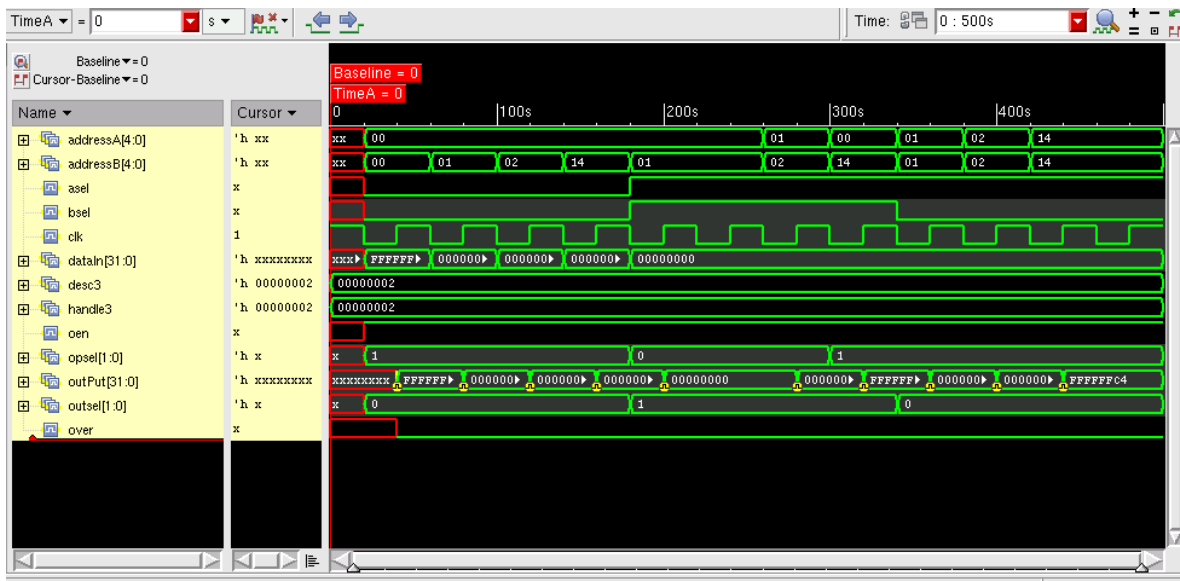 TimeA = 0 s Time: 0 : 500s
Baseline = 0
Cursor-Baseline = 0
Baseline = 0
TimeA = 0
Name Cursor 0 100s 200s 300s 400s
addressA[4:0] 'h xx xx 00 01 00 01 02 14
addressB[4:0] 'h xx xx 00 01 02 14 01 02 14 01 02 14
asel x
bsel x
clk 1
dataIn[31:0] 'h xxxxxxxx xxx FFFFFF 000000 000000 000000 00000000
desc3 'h 00000002 00000002
handle3 'h 00000002 00000002
oen x
opsel[1:0] 'h x x 1 0 1
outPut[31:0] 'h xxxxxxxx xxxxxxxx FFFFFF 000000 000000 000000 00000000 000000 FFFFFF 000000 000000 FFFFFFC4
outsel[1:0] 'h x x 0 1 0
over x